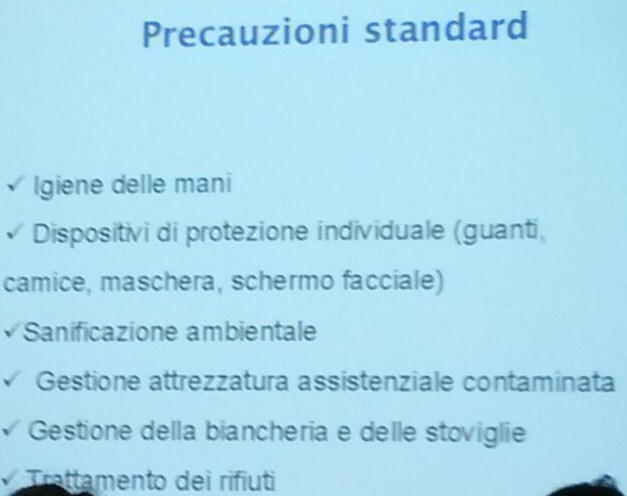 Precauzioni standard
✓ Igiene delle mani
✓ Dispositivi di protezione individuale (guanti,
camice, maschera, schermo facciale)
✓Sanificazione ambientale
✓ Gestione attrezzatura assistenziale contaminata
✓ Gestione della biancheria e delle stoviglie
✓ Trattamento dei rifiuti